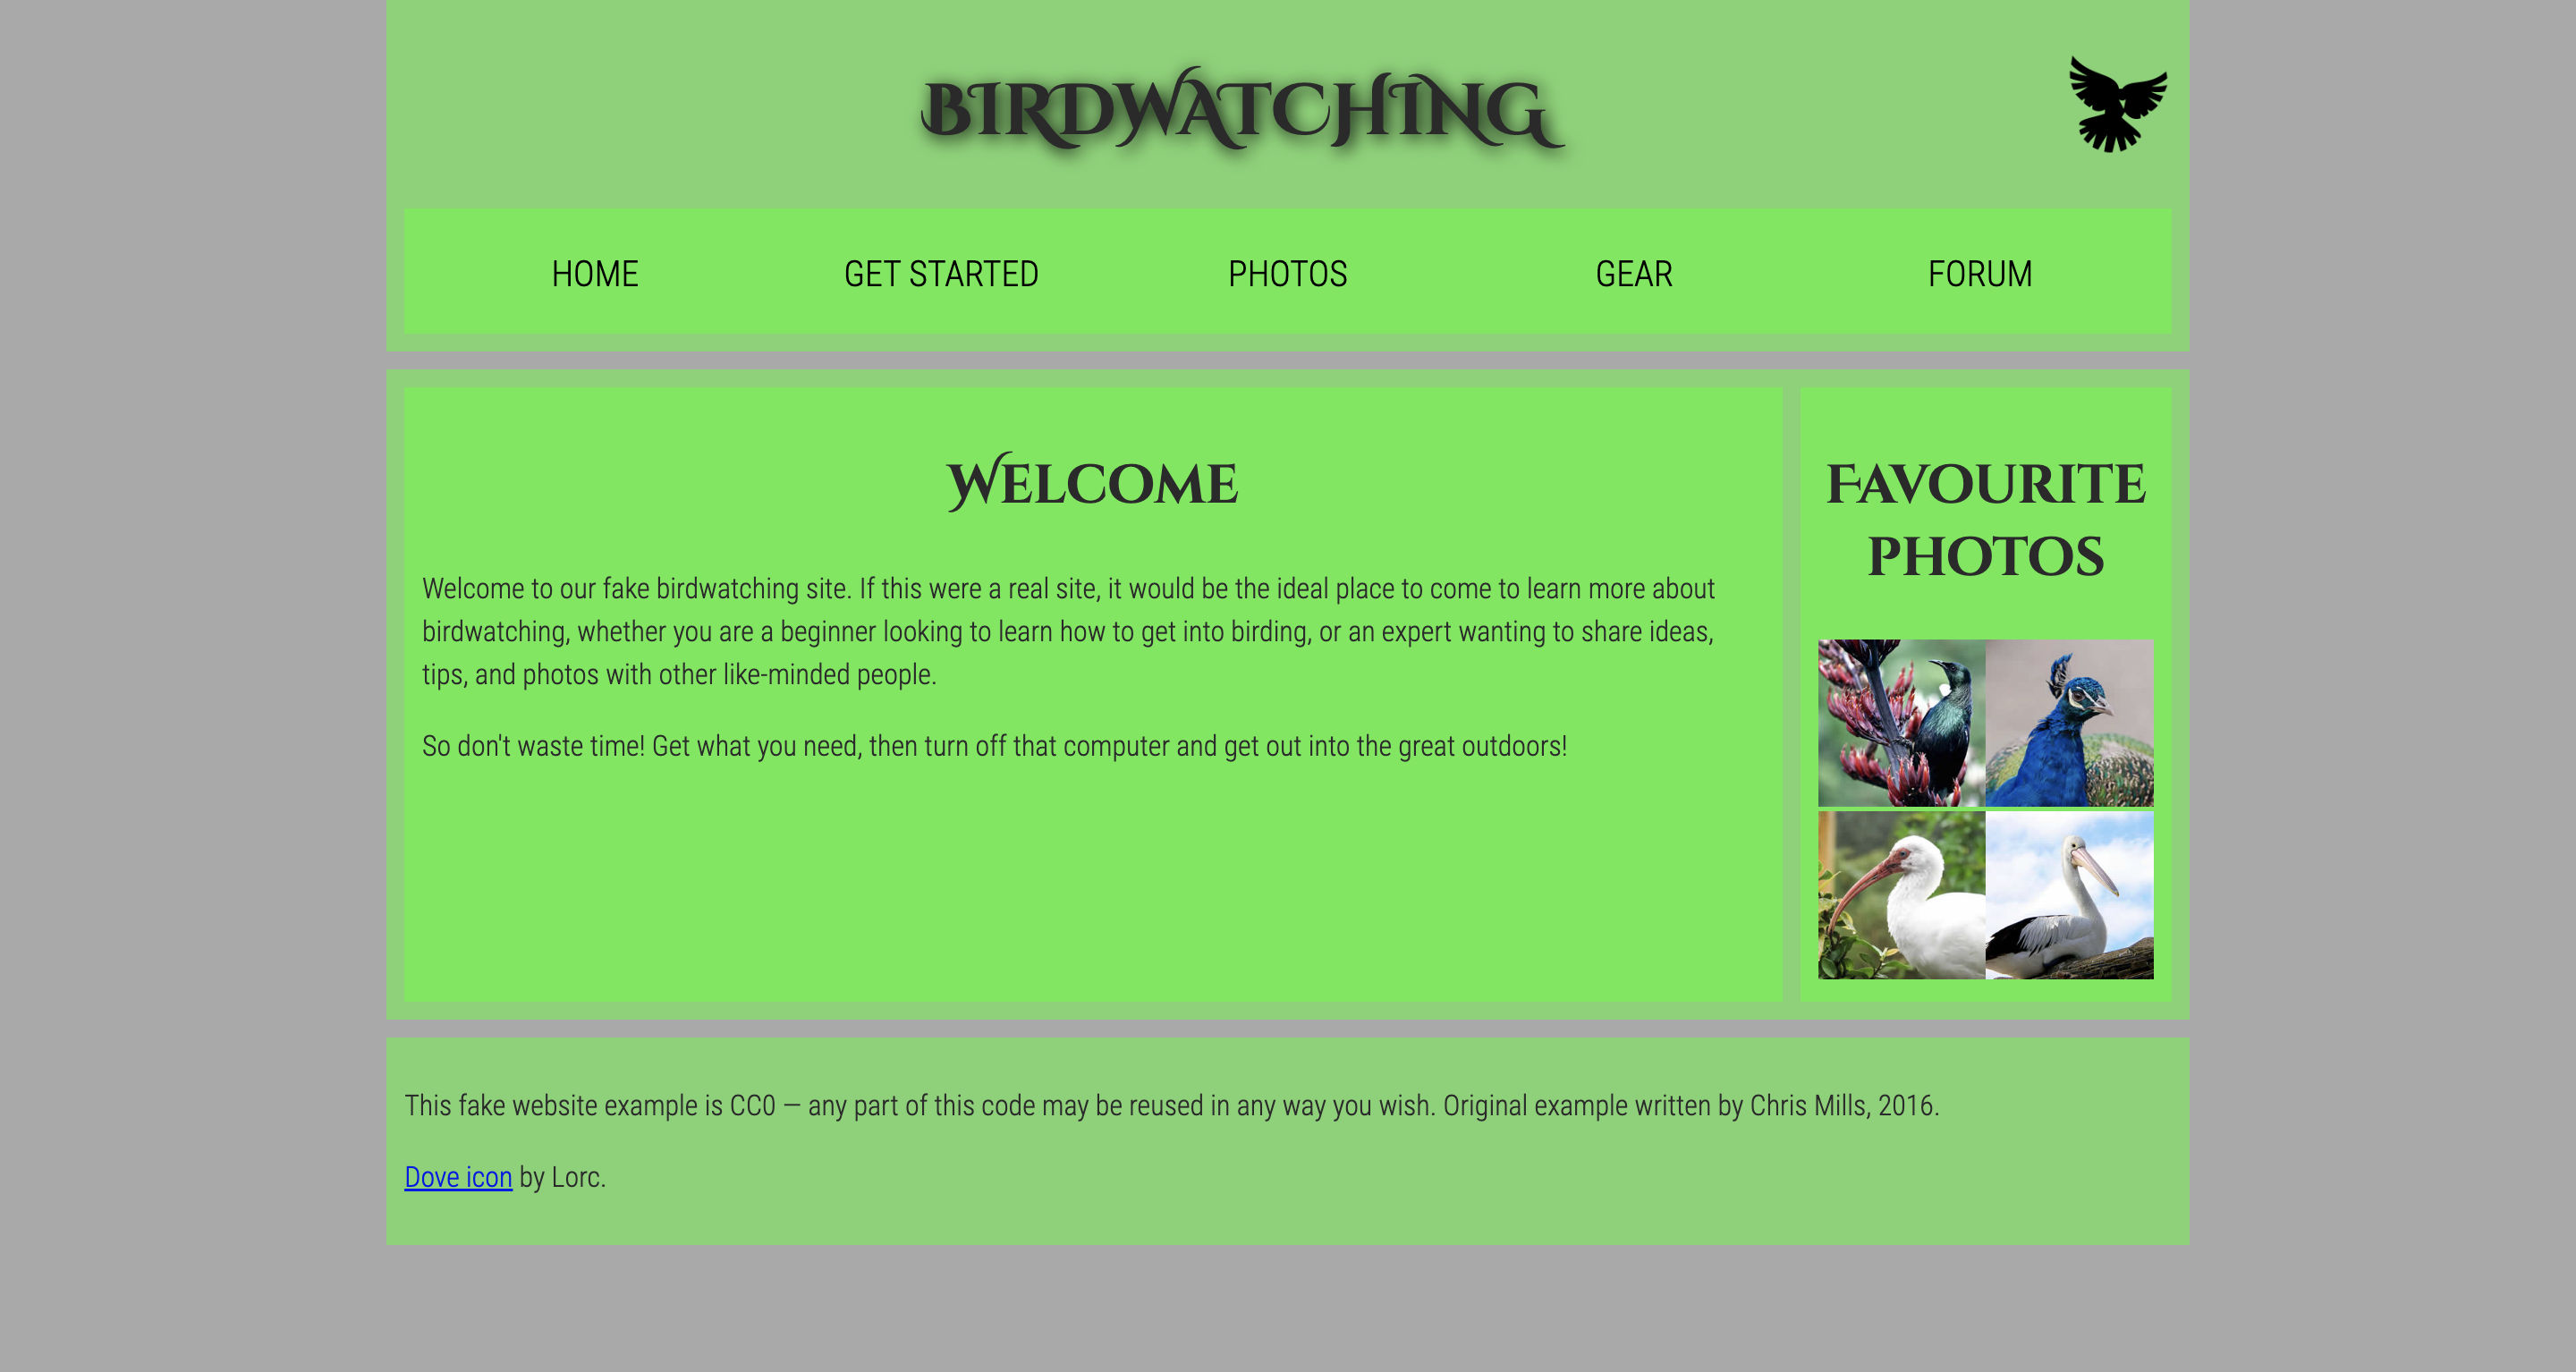 BIRDWATCHING
HOME
GET STARTED
PHOTOS
GEAR
FORUM
Welcome
Welcome to our fake birdwatching site. If this were a real site, it would be the ideal place to come to learn more about
birdwatching, whether you are a beginner looking to learn how to get into birding, or an expert wanting to share ideas,
tips, and photos with other like-minded people.
So don't waste time! Get what you need, then turn off that computer and get out into the great outdoors!
Favourite
photos
This fake website example is CC0 — any part of this code may be reused in any way you wish. Original example written by Chris Mills, 2016.
Dove icon by Lorc.